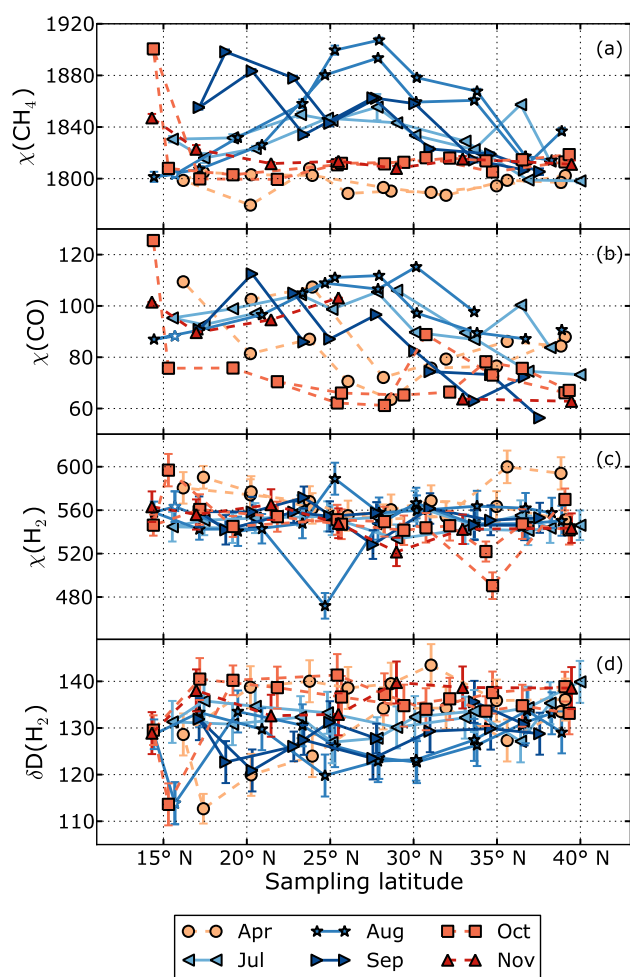 1920
1880
1840
1800
χ(CH₄)
(a)
120
100
80
60
χ(CO)
(b)
600
560
520
480
χ(H₂)
(c)
140
130
120
110
δD(H₂)
(d)
15° N 20° N 25° N 30° N 35° N 40° N
Sampling latitude
Apr Aug Oct
Jul Sep Nov